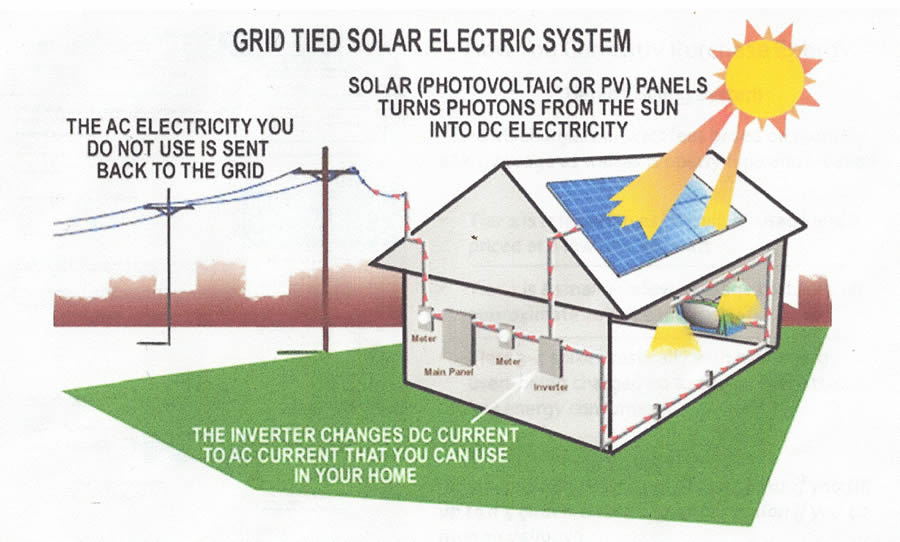 GRID TIED SOLAR ELECTRIC SYSTEM
SOLAR (PHOTOVOLTAIC OR PV) PANELS
TURNS PHOTONS FROM THE SUN
INTO DC ELECTRICITY
THE AC ELECTRICITY YOU
DO NOT USE IS SENT
BACK TO THE GRID
Meter
Main Panel
Meter
Inverter
THE INVERTER CHANGES DC CURRENT
TO AC CURRENT THAT YOU CAN USE
IN YOUR HOME